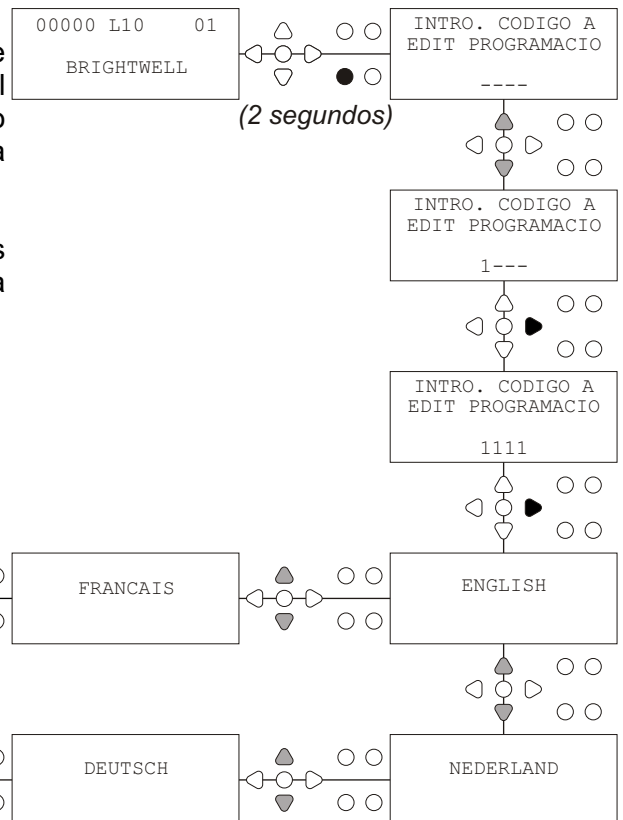 00000 L10 01
BRIGHTWELL
(2 segundos)
INTRO. CODIGO A
EDIT PROGRAMACIO
----
INTRO. CODIGO A
EDIT PROGRAMACIO
1---
INTRO. CODIGO A
EDIT PROGRAMACIO
1111
FRANCAIS
ENGLISH
DEUTSCH
NEDERLAND